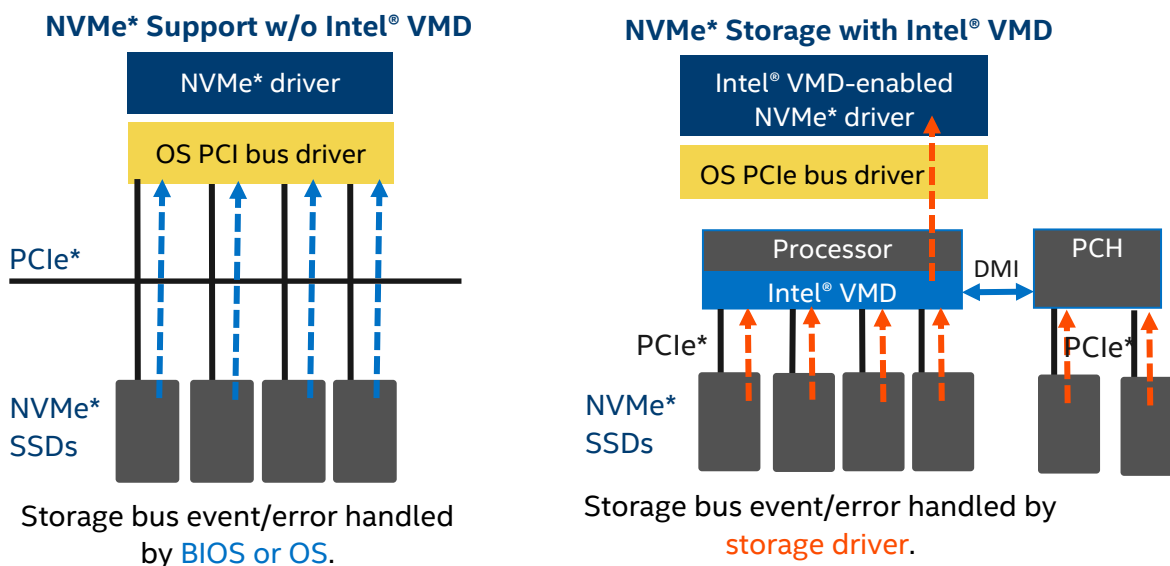 NVMe* Support w/o Intel® VMD
NVMe* driver
OS PCI bus driver
PCIe*
NVMe*
SSDs
Storage bus event/error handled
by BIOS or OS.
NVMe* Storage with Intel® VMD
Intel® VMD-enabled
NVMe* driver
OS PCIe bus driver
Processor
Intel® VMD
DMI
PCH
PCIe*
PCIe*
NVMe*
SSDs
Storage bus event/error handled by
storage driver.